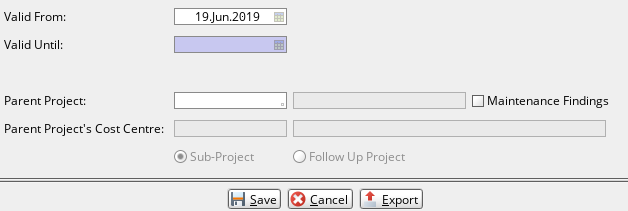 Valid From: 19.Jun.2019
Valid Until:
Parent Project: Maintenance Findings
Parent Project's Cost Centre:
Sub-Project Follow Up Project
Save Cancel Export